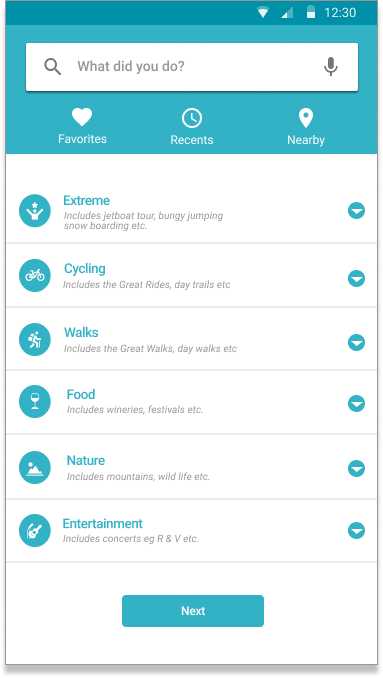 12:30
What did you do?
Favorites Recents Nearby
Extreme
Includes jetboat tour, bungy jumping
snow boarding etc.
Cycling
Includes the Great Rides, day trails etc
Walks
Includes the Great Walks, day walks etc
Food
Includes wineries, festivals etc.
Nature
Includes mountains, wild life etc.
Entertainment
Includes concerts eg R & V etc.
Next